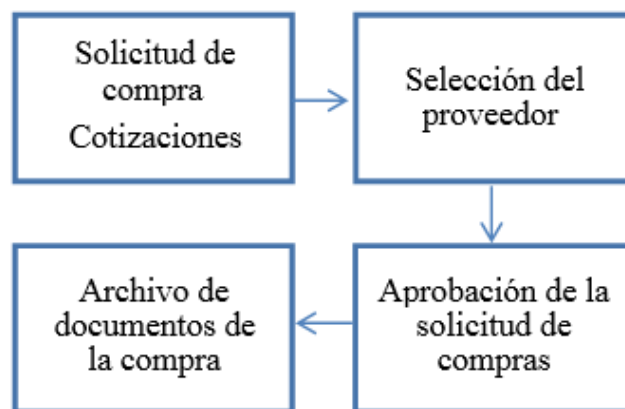 Solicitud de
compra
Cotizaciones
Selección del
proveedor
Aprobación de la
solicitud de
compras
Archivo de
documentos de
la compra